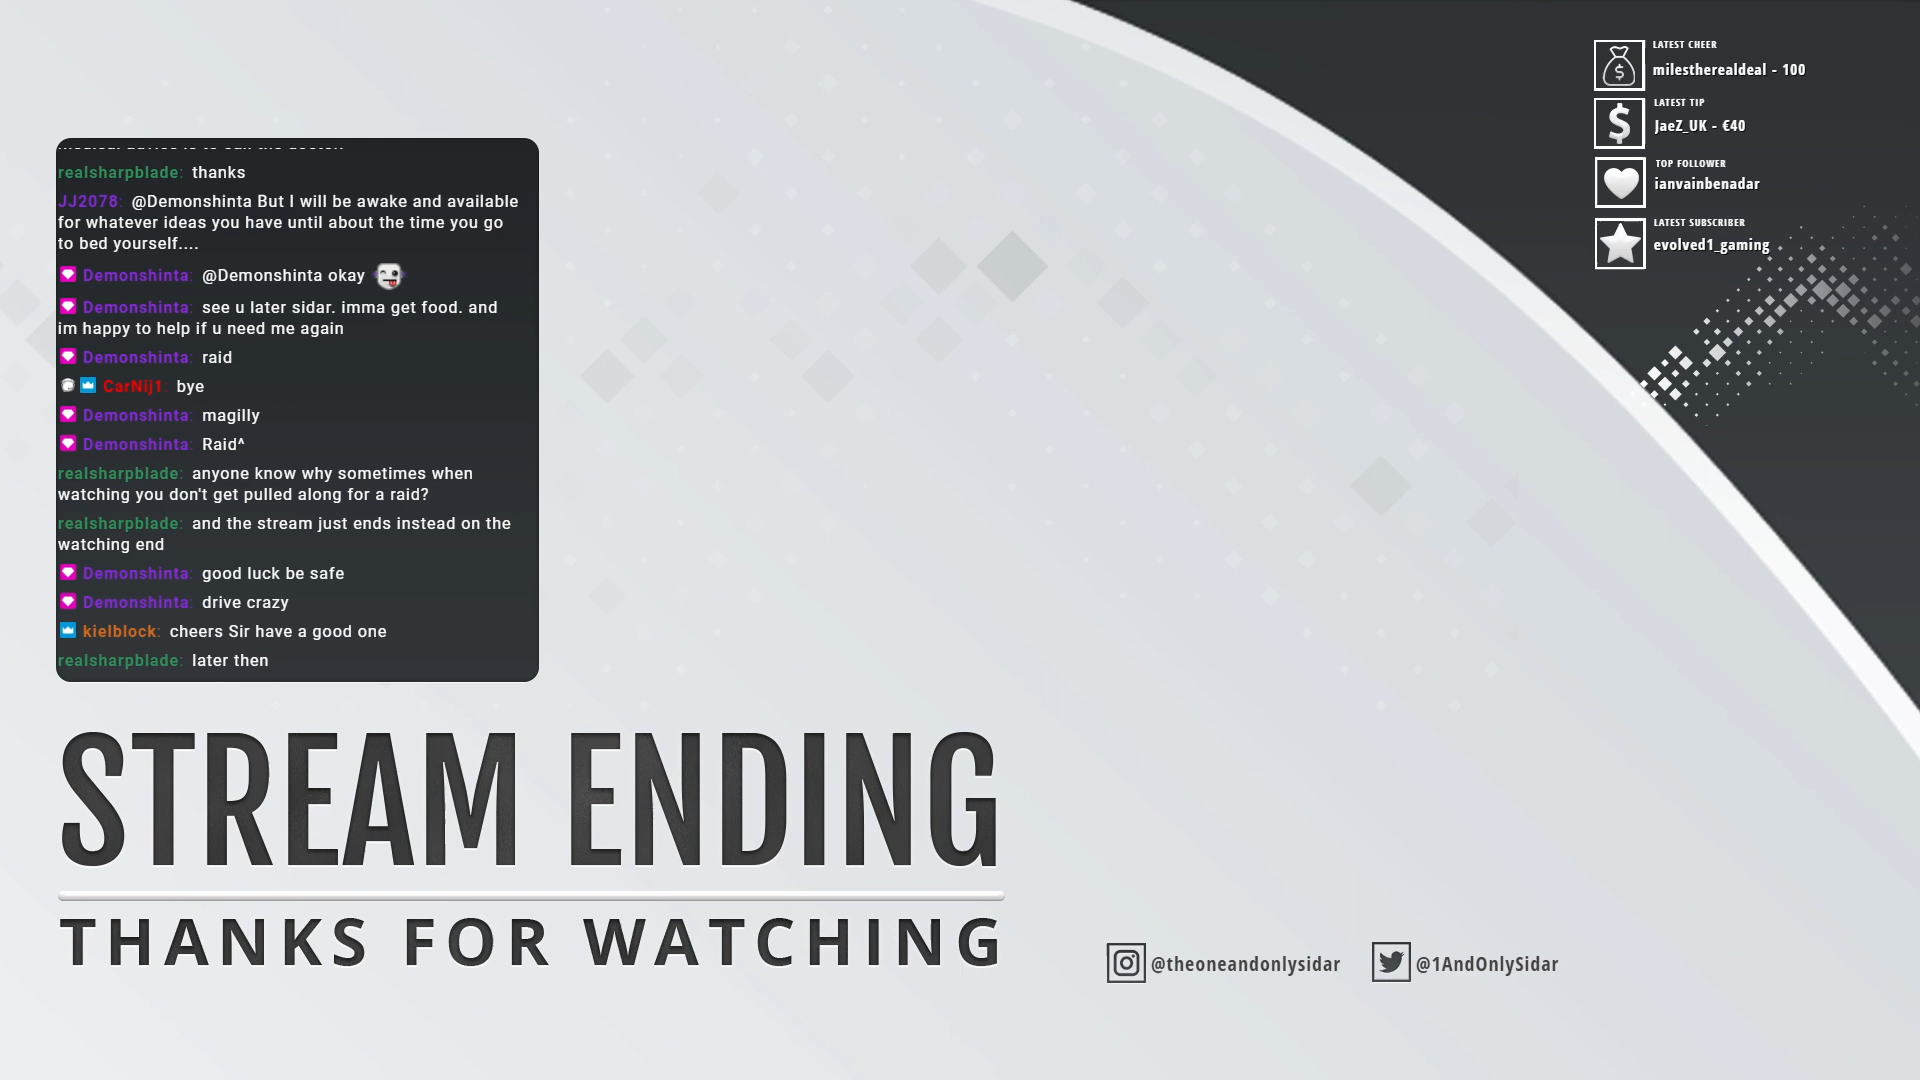 realsharpblade: thanks
JJ2078: @Demonshinta But I will be awake and available
for whatever ideas you have until about the time you go
to bed yourself....
Demonshinta: @Demonshinta okay
Demonshinta: see u later sidar. imma get food. and
im happy to help if u need me again
Demonshinta: raid
CarNij1: bye
Demonshinta: magilly
Demonshinta: Raid^
realsharpblade: anyone know why sometimes when
watching you don't get pulled along for a raid?
realsharpblade: and the stream just ends instead on the
watching end
Demonshinta: good luck be safe
Demonshinta: drive crazy
kielblock: cheers Sir have a good one
realsharpblade: later then
LATEST CHEER
milestherealdeal - 100
LATEST TIP
JaeZ_UK - €40
TOP FOLLOWER
ianvainbenadar
LATEST SUBSCRIBER
evolved1_gaming
STREAM ENDING
THANKS FOR WATCHING
@theoneandonlysidar
@1AndOnlySidar